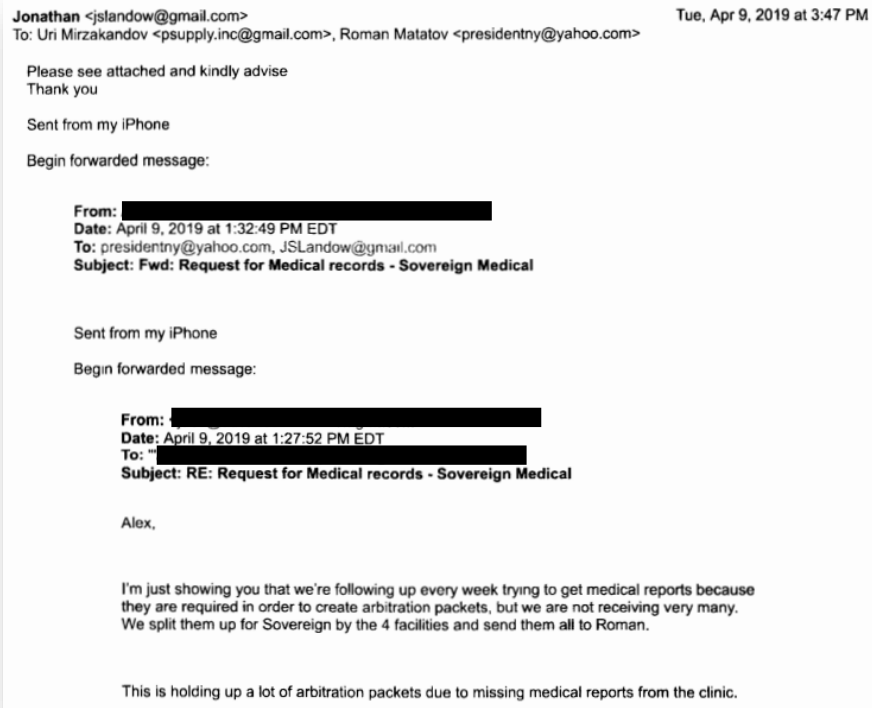 Jonathan <jslandow@gmail.com> Tue, Apr 9, 2019 at 3:47 PM
To: Uri Mirzakandov <psupply.inc@gmail.com>, Roman Matatov <presidentny@yahoo.com>
Please see attached and kindly advise
Thank you
Sent from my iPhone
Begin forwarded message:
From:
Date: April 9, 2019 at 1:32:49 PM EDT
To: presidentny@yahoo.com, JSLandow@gmail.com
Subject: Fwd: Request for Medical records - Sovereign Medical
Sent from my iPhone
Begin forwarded message:
From:
Date: April 9, 2019 at 1:27:52 PM EDT
To: "
Subject: RE: Request for Medical records - Sovereign Medical
Alex,
I'm just showing you that we're following up every week trying to get medical reports because
they are required in order to create arbitration packets, but we are not receiving very many.
We split them up for Sovereign by the 4 facilities and send them all to Roman.
This is holding up a lot of arbitration packets due to missing medical reports from the clinic.